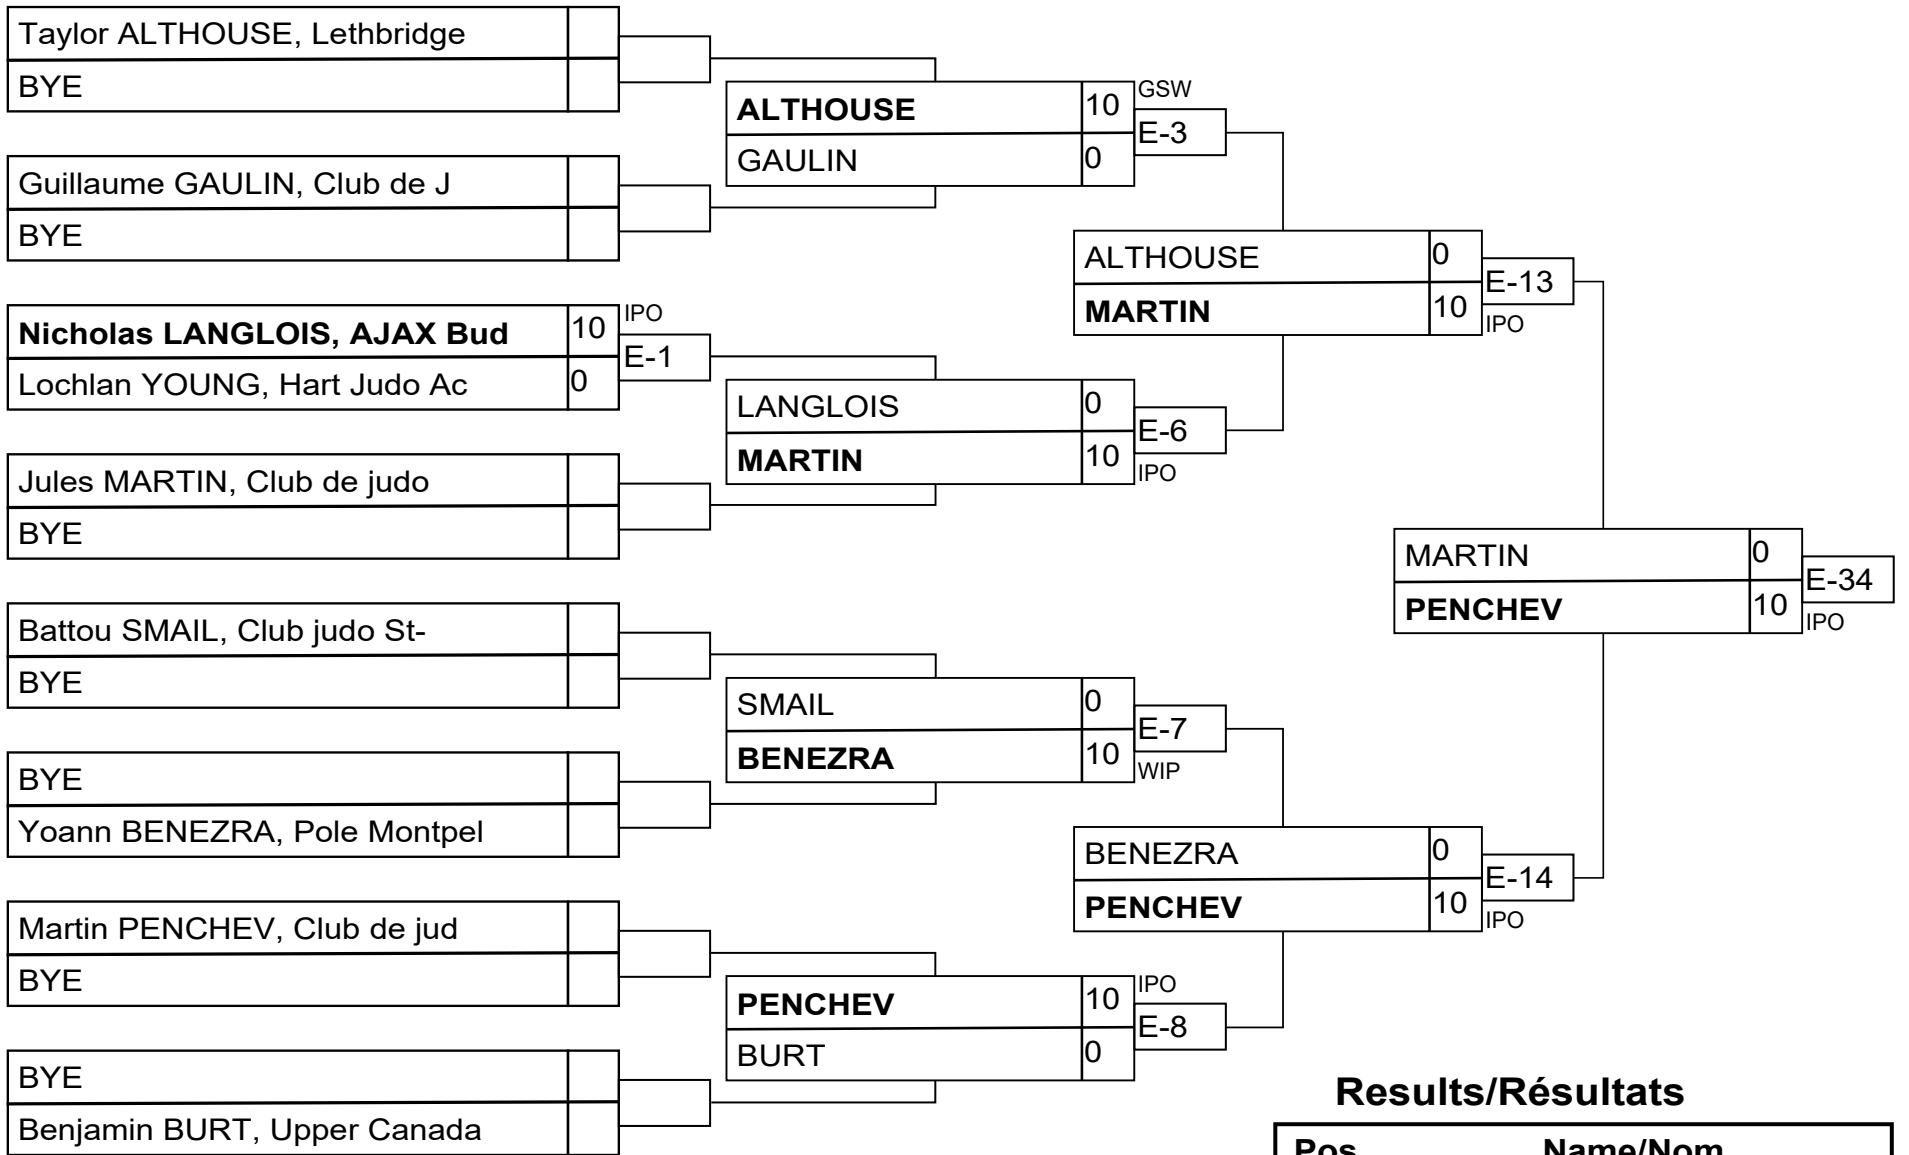 Taylor ALTHOUSE, Lethbridge
BYE
Guillaume GAULIN, Club de J
BYE
Nicholas LANGLOIS, AJAX Bud 10
IPO
E-1
Lochlan YOUNG, Hart Judo Ac 0
Jules MARTIN, Club de judo
BYE
Battou SMAIL, Club judo St-
BYE
BYE
Yoann BENEZRA, Pole Montpel
Martin PENCHEV, Club de jud
BYE
BYE
Benjamin BURT, Upper Canada
ALTHOUSE 10
GSW
E-3
GAULIN 0
LANGLOIS 0
E-6
MARTIN 10
IPO
SMAIL 0
E-7
BENEZRA 10
WIP
PENCHEV 10
IPO
E-8
BURT 0
ALTHOUSE 0
E-13
MARTIN 10
IPO
BENEZRA 0
E-14
PENCHEV 10
IPO
MARTIN 0
E-34
PENCHEV 10
IPO
Results/Résultats
Pos Name/Nom